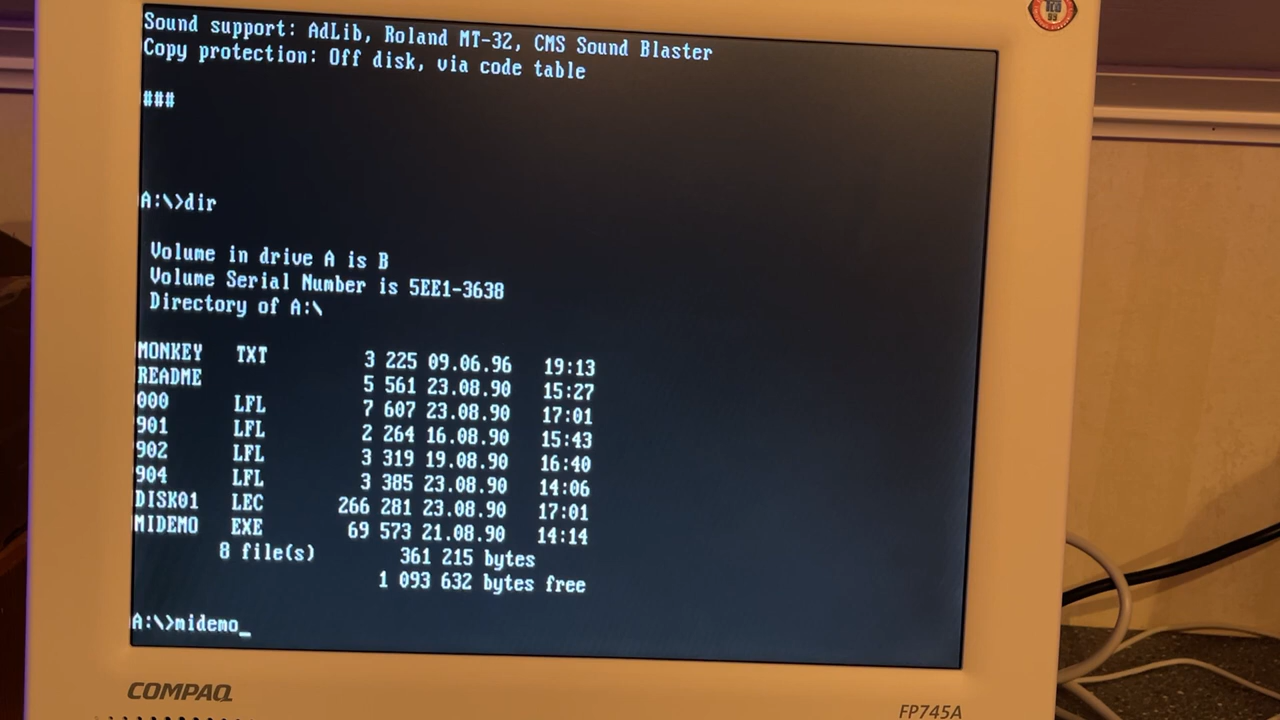 Sound support: AdLib, Roland MT-32, CMS Sound Blaster
Copy protection: Off disk, via code table
###
A:\>dir
Volume in drive A is B
Volume Serial Number is 5EE1-3638
Directory of A:\
MONKEY TXT 3 225 09.06.96 19:13
README 5 561 23.08.90 15:27
000 LFL 7 607 23.08.90 17:01
901 LFL 2 264 16.08.90 15:43
902 LFL 3 319 19.08.90 16:40
904 LFL 3 385 23.08.90 14:06
DISK01 LEC 266 281 23.08.90 17:01
MIDEMO EXE 69 573 21.08.90 14:14
8 file(s) 361 215 bytes
1 093 632 bytes free
A:\>midemo_
COMPAQ
FP745A